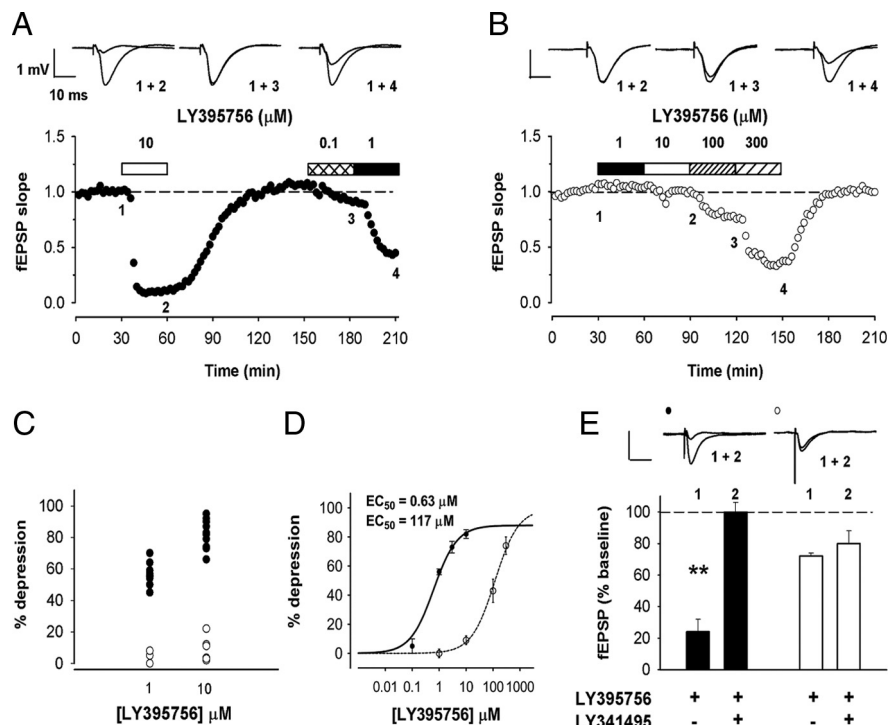 A
1 mV
10 ms
1 + 2
1 + 3
1 + 4
LY395756 (μM)
10
0.1
1
fEPSP slope
1.5
1.0
0.5
0.0
1
2
3
4
0 30 60 90 120 150 180 210
Time (min)
B
1 + 2
1 + 3
1 + 4
LY395756 (μM)
1 10 100 300
fEPSP slope
1.5
1.0
0.5
0.0
1
2
3
4
0 30 60 90 120 150 180 210
Time (min)
C
% depression
100
80
60
40
20
0
1 10
[LY395756] μM
D
EC50 = 0.63 μM
EC50 = 117 μM
% depression
100
80
60
40
20
0
0.01 0.1 1 10 100 1000
[LY395756] μM
E
1 + 2
1 + 2
1 2 1 2
fEPSP (% baseline)
100
80
60
40
20
0
**
LY395756 + + + +
LY341495 - + - +